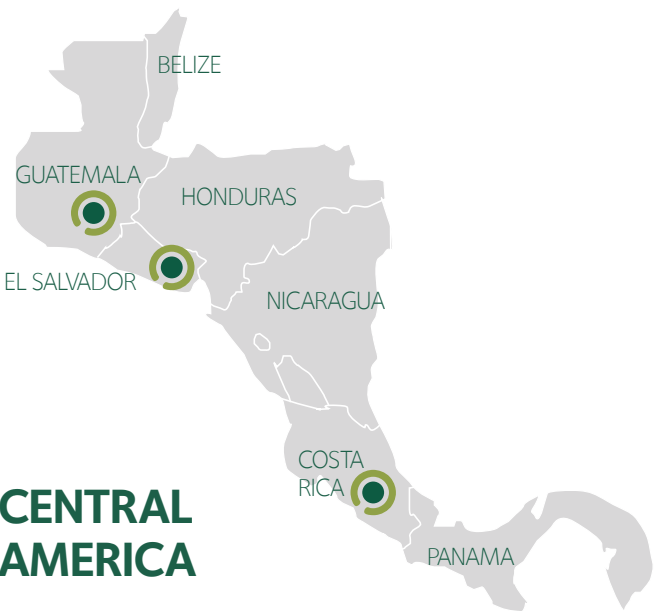 BELIZE
GUATEMALA
HONDURAS
EL SALVADOR
NICARAGUA
COSTA
RICA
CENTRAL
AMERICA
PANAMA